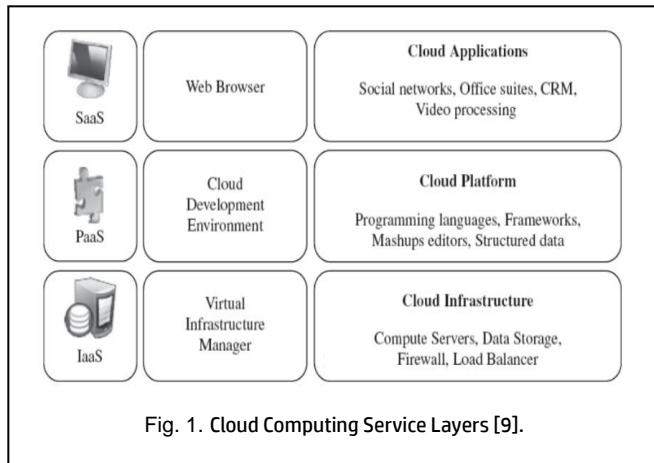 SaaS
Web Browser
Cloud Applications
Social networks, Office suites, CRM,
Video processing
PaaS
Cloud
Development
Environment
Cloud Platform
Programming languages, Frameworks,
Mashups editors, Structured data
IaaS
Virtual
Infrastructure
Manager
Cloud Infrastructure
Compute Servers, Data Storage,
Firewall, Load Balancer
Fig. 1. Cloud Computing Service Layers [9].